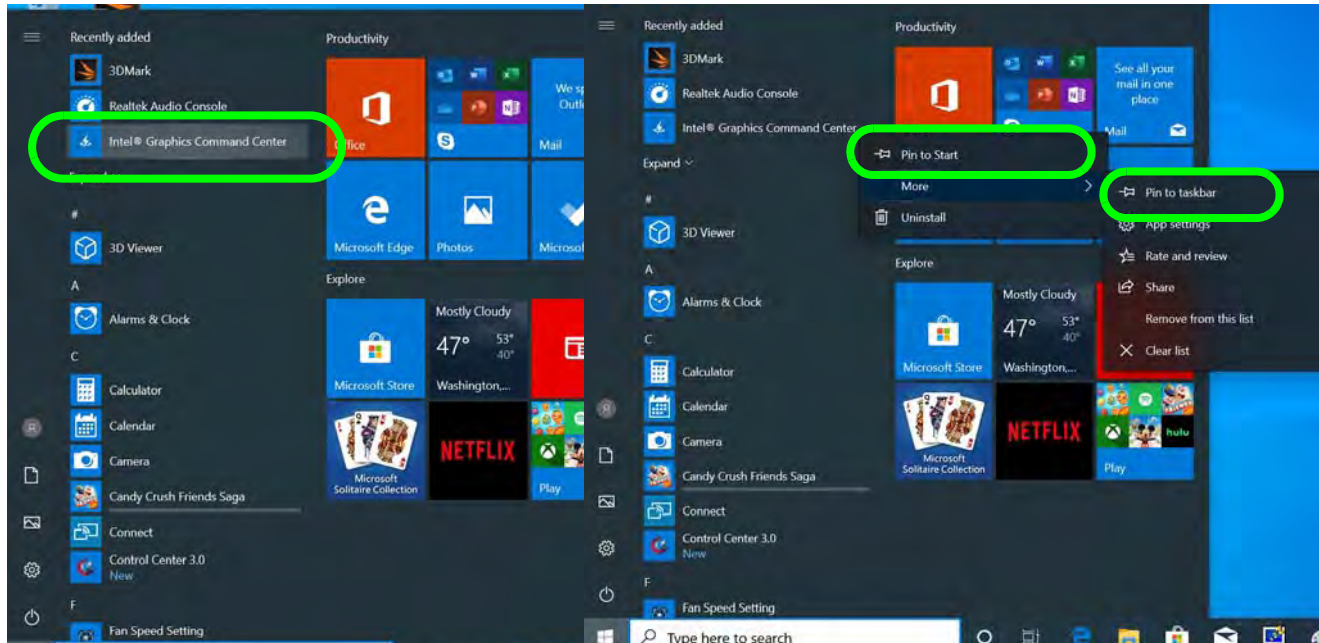 Recently added
3DMark
Realtek Audio Console
Intel® Graphics Command Center
#
3D Viewer
A
Alarms & Clock
C
Calculator
Calendar
Camera
Candy Crush Friends Saga
Connect
Control Center 3.0
New
F
Fan Speed Setting
Productivity
Office
We sp
Outlo
Mail
Microsoft Edge
Photos
Microsof
Explore
Microsoft Store
Mostly Cloudy
47° 53°
40°
Washington,...
Microsoft
Solitaire Collection
NETFLIX
Play
Recently added
3DMark
Realtek Audio Console
Intel® Graphics Command Center
Expand
#
3D Viewer
A
Alarms & Clock
C
Calculator
Calendar
Camera
Candy Crush Friends Saga
Connect
Control Center 3.0
New
F
Fan Speed Setting
Productivity
See all your
mail in one
place
Mail
Pin to Start
More
Uninstall
Pin to taskbar
App settings
Rate and review
Share
Remove from this list
Clear list
Explore
Microsoft Store
Mostly Cloudy
47° 53°
40°
Washington,...
Microsoft
Solitaire Collection
NETFLIX
hulu
Play
Type here to search